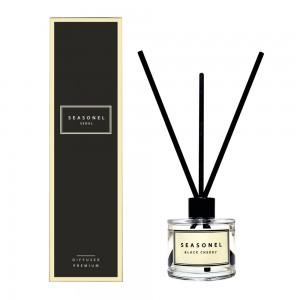 SEASONEL
SEOUL
DIFFUSER
PREMIUM
SEASONEL
BLACK CHERRY